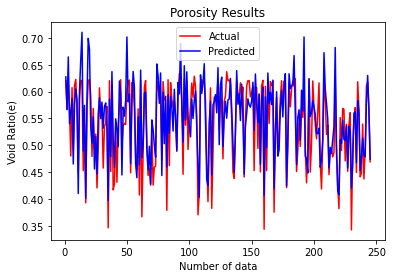 Porosity Results
Actual
Predicted
Void Ratio(e)
0.70
0.65
0.60
0.55
0.50
0.45
0.40
0.35
0
50
100
150
200
250
Number of data